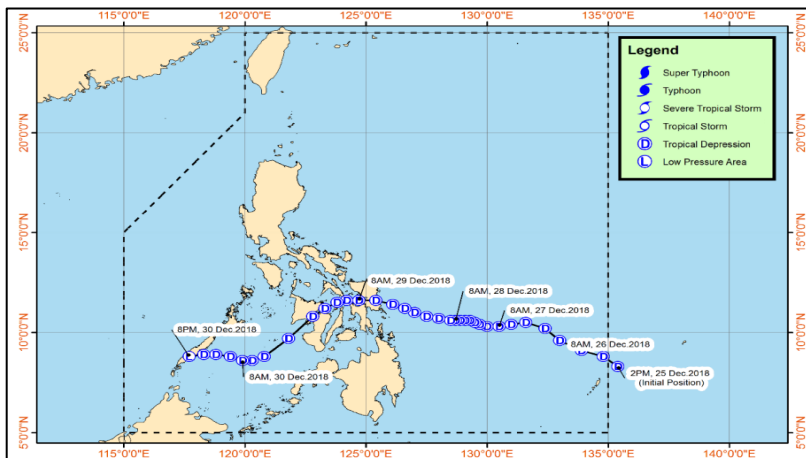 115°0'0"E 120°0'0"E 125°0'0"E 130°0'0"E 135°0'0"E 140°0'0"E
25°0'0"N 25°0'0"N
Legend
Super Typhoon
Typhoon
Severe Tropical Storm
Tropical Storm
D Tropical Depression
L Low Pressure Area
20°0'0"N 20°0'0"N
15°0'0"N 15°0'0"N
8AM, 29 Dec.2018
8AM, 28 Dec.2018
8AM, 27 Dec.2018
10°0'0"N 10°0'0"N
8PM, 30 Dec.2018
8AM, 26 Dec.2018
8AM, 30 Dec.2018
2PM, 25 Dec.2018
(Initial Position)
5°0'0"N 5°0'0"N
115°0'0"E 120°0'0"E 125°0'0"E 130°0'0"E 135°0'0"E 140°0'0"E